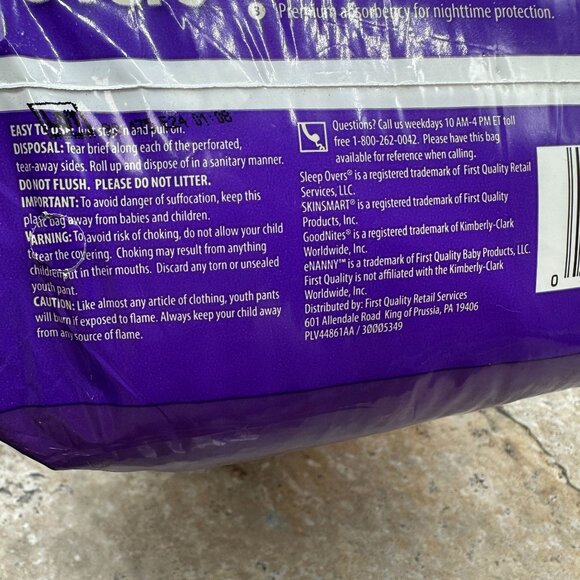 3 Premium absorbency for nighttime protection.
524 01:08
EASY TO USE: Just step in and pull on.
DISPOSAL: Tear brief along each of the perforated,
tear-away sides. Roll up and dispose of in a sanitary manner.
DO NOT FLUSH. PLEASE DO NOT LITTER.
IMPORTANT: To avoid danger of suffocation, keep this
plastic bag away from babies and children.
WARNING: To avoid risk of choking, do not allow your child
to tear the covering. Choking may result from anything
children put in their mouths. Discard any torn or unsealed
youth pant.
CAUTION: Like almost any article of clothing, youth pants
will burn if exposed to flame. Always keep your child away
from any source of flame.
Questions? Call us weekdays 10 AM-4 PM ET toll
free 1-800-262-0042. Please have this bag
available for reference when calling.
Sleep Overs® is a registered trademark of First Quality Retail
Services, LLC.
SKINSMART® is a registered trademark of First Quality
Products, Inc.
GoodNites® is a registered trademark of Kimberly-Clark
Worldwide, Inc.
eNANNY™ is a trademark of First Quality Baby Products, LLC.
First Quality is not affiliated with the Kimberly-Clark
Worldwide, Inc.
Distributed by: First Quality Retail Services
601 Allendale Road King of Prussia, PA 19406
PLV44861AA / 30005349
0